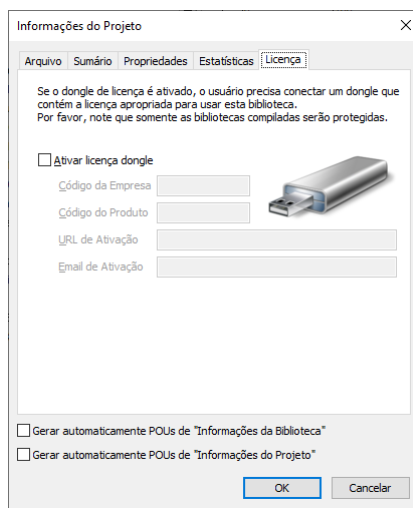 Informações do Projeto
Arquivo Sumário Propriedades Estatísticas Licença
Se o dongle de licença é ativado, o usuário precisa conectar um dongle que
contém a licença apropriada para usar esta biblioteca.
Por favor, note que somente as bibliotecas compiladas serão protegidas.
Ativar licença dongle
Código da Empresa
Código do Produto
URL de Ativação
Email de Ativação
Gerar automaticamente POUs de "Informações da Biblioteca"
Gerar automaticamente POUs de "Informações do Projeto"
OK Cancelar